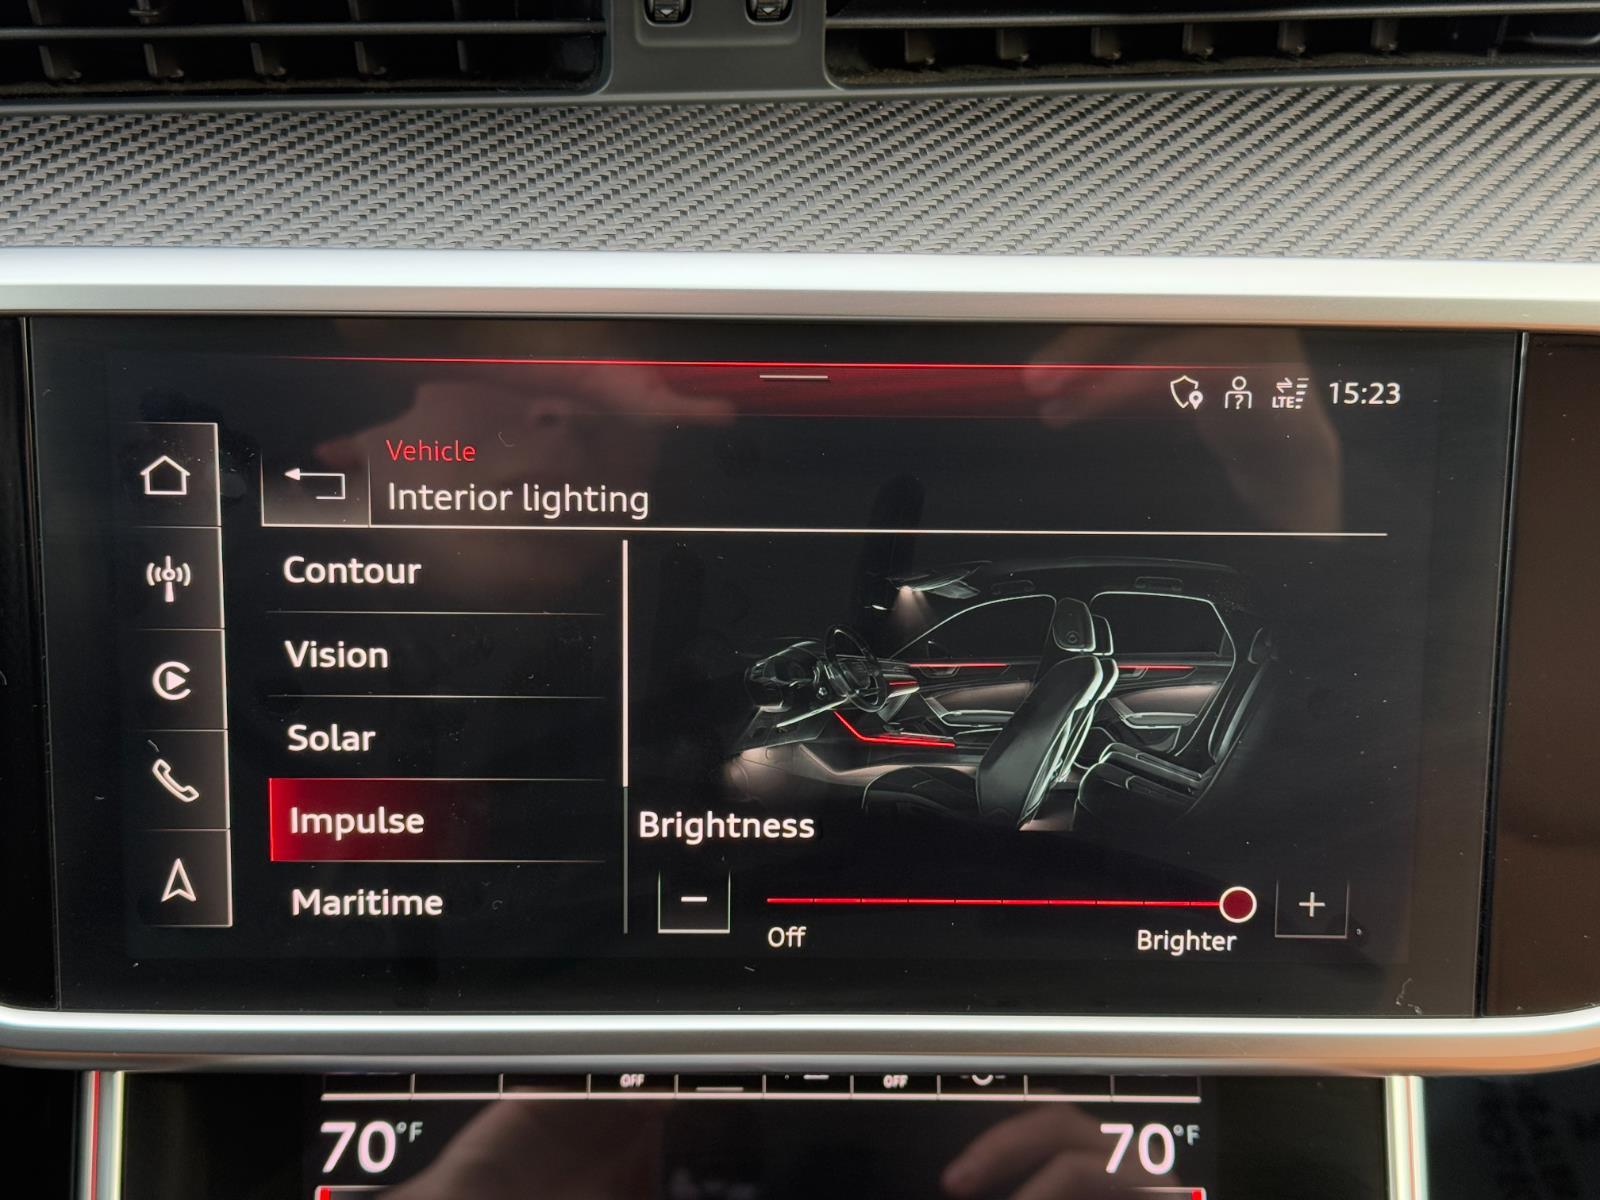 LTE 15:23
Vehicle
Interior lighting
Contour
Vision
Solar
Impulse
Maritime
Brightness
Off Brighter
OFF OFF
70°F 70°F